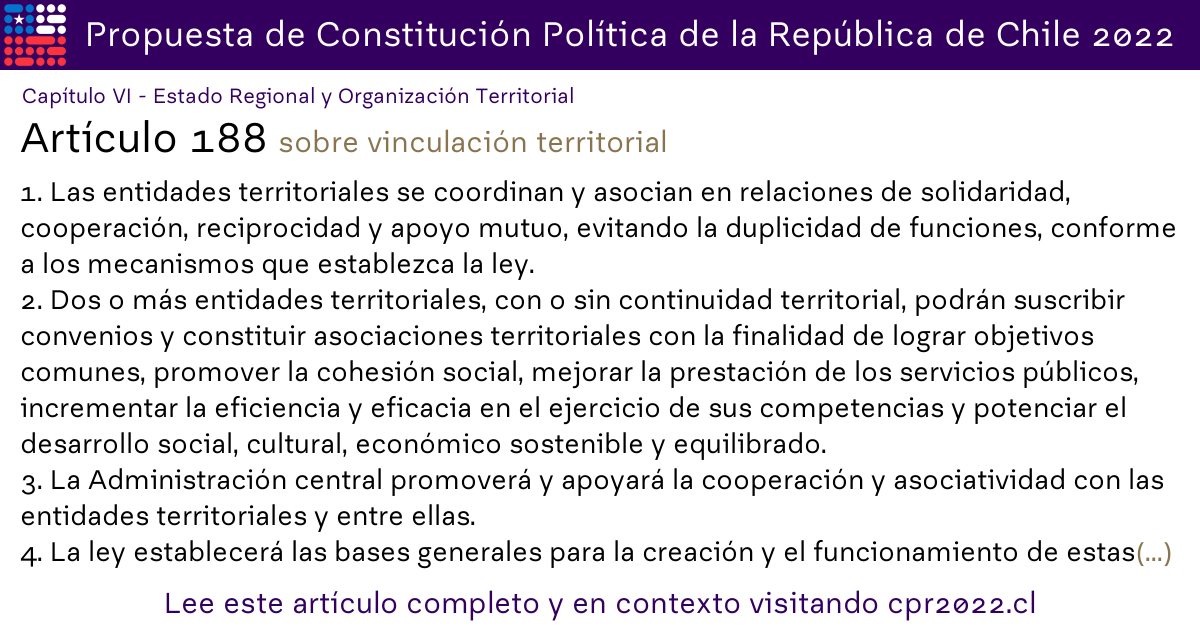 Propuesta de Constitución Política de la República de Chile 2022
Capítulo VI - Estado Regional y Organización Territorial
Artículo 188 sobre vinculación territorial
1. Las entidades territoriales se coordinan y asocian en relaciones de solidaridad,
cooperación, reciprocidad y apoyo mutuo, evitando la duplicidad de funciones, conforme
a los mecanismos que establezca la ley.
2. Dos o más entidades territoriales, con o sin continuidad territorial, podrán suscribir
convenios y constituir asociaciones territoriales con la finalidad de lograr objetivos
comunes, promover la cohesión social, mejorar la prestación de los servicios públicos,
incrementar la eficiencia y eficacia en el ejercicio de sus competencias y potenciar el
desarrollo social, cultural, económico sostenible y equilibrado.
3. La Administración central promoverá y apoyará la cooperación y asociatividad con las
entidades territoriales y entre ellas.
4. La ley establecerá las bases generales para la creación y el funcionamiento de estas(...)
Lee este artículo completo y en contexto visitando cpr2022.cl